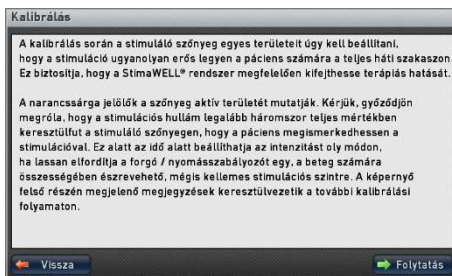 Kalibrálás
A kalibrálás során a stimuláló szőnyeg egyes területeit úgy kell beállítani,
hogy a stimuláció ugyanolyan erős legyen a páciens számára a teljes háti szakaszon.
Ez biztosítja, hogy a StimaWELL® rendszer megfelelően kifejthesse terápiás hatását.
A narancssárga jelölők a szőnyeg aktív területét mutatják. Kérjük, győződjön
megróla, hogy a stimulációs hullám legalább háromszor teljes mértékben
keresztülfut a stimuláló szőnyegen, hogy a páciens megismerkedhessen a
stimulációval. Ez alatt az idő alatt beállíthatja az intenzitást oly módon,
ha lassan elfordítja a forgó / nyomásszabályozót egy, a beteg számára
összességében észrevehető, mégis kellemes stimulációs szintre. A képernyő
felső részén megjelenő megjegyzések keresztülvezetik a további kalibrálási
folyamaton.
Vissza
Folytatás